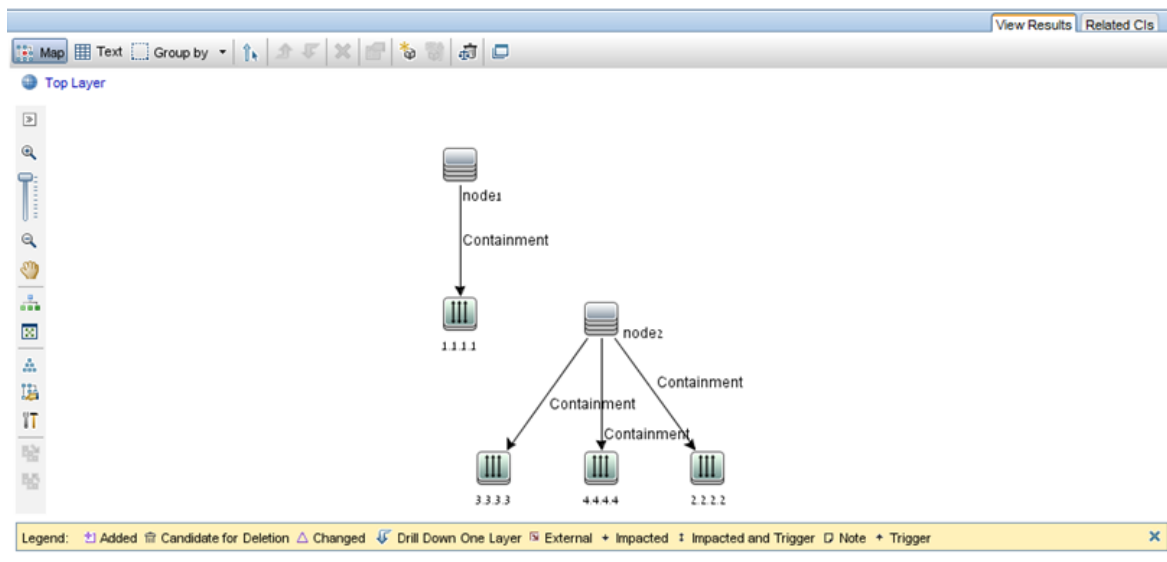 View Results Related CIs
Map Text Group by
Top Layer
node1
Containment
1.1.1.1
node2
Containment
Containment
Containment
3.3.3.3 4.4.4.4 2.2.2.2
Legend: Added Candidate for Deletion Changed Drill Down One Layer External Impacted Impacted and Trigger Note Trigger